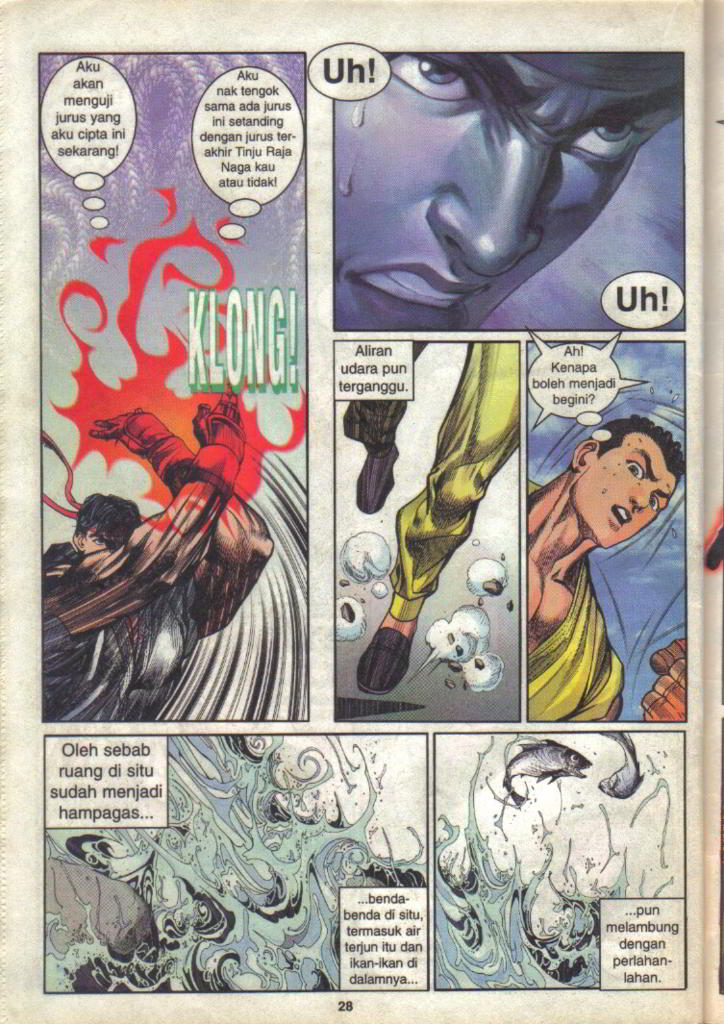 Aku
akan
menguji
jurus yang
aku cipta ini
sekarang!
Aku
nak tengok
sama ada jurus
ini setanding
dengan jurus ter-
akhir Tinju Raja
Naga kau
atau tidak!
KLONG!
Uh!
Uh!
Aliran
udara pun
terganggu.
Ah!
Kenapa
boleh menjadi
begini?
Oleh sebab
ruang di situ
sudah menjadi
hampagas...
...benda-
benda di situ,
termasuk air
terjun itu dan
ikan-ikan di
dalamnya...
...pun
melambung
dengan
perlahan-
lahan.
28